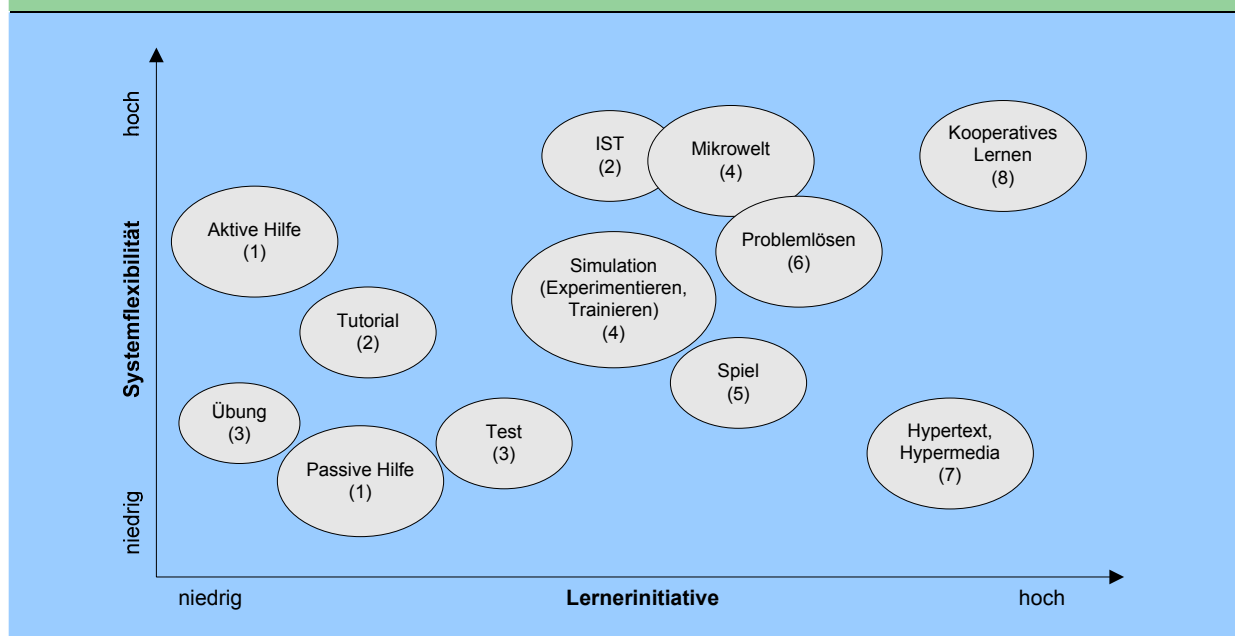 hoch
Systemflexibilität
niedrig
IST
(2)
Mikrowelt
(4)
Kooperatives
Lernen
(8)
Aktive Hilfe
(1)
Problemlösen
(6)
Simulation
(Experimentieren,
Trainieren)
(4)
Tutorial
(2)
Spiel
(5)
Übung
(3)
Test
(3)
Hypertext,
Hypermedia
(7)
Passive Hilfe
(1)
niedrig
Lernerinitiative
hoch